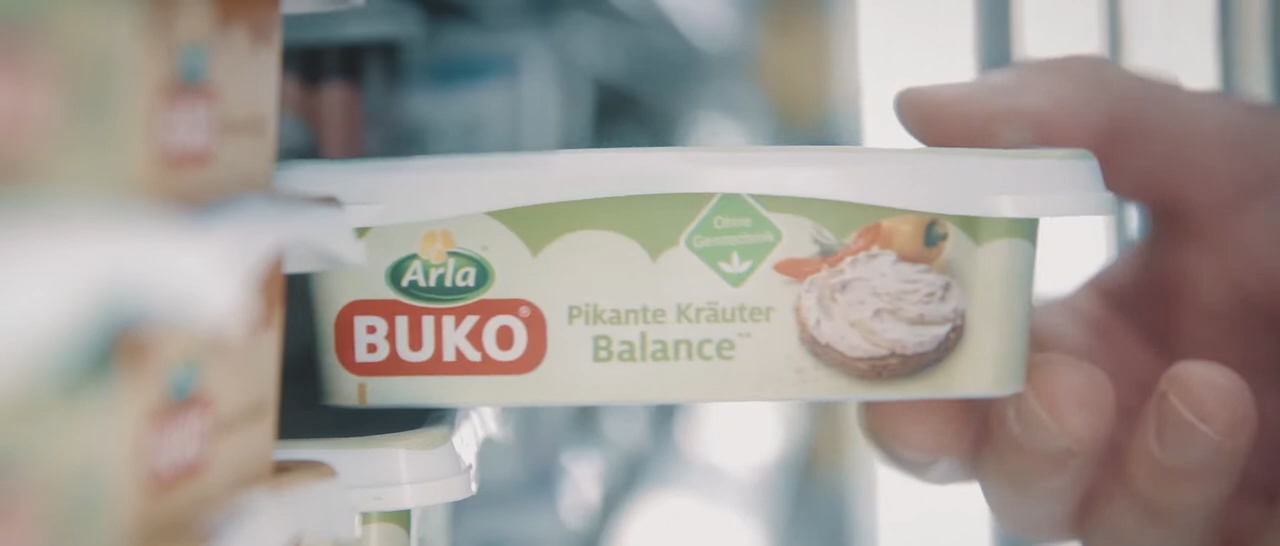 Arla
BUKO®
Pikante Kräuter
Balance**
Ohne
Gentechnik